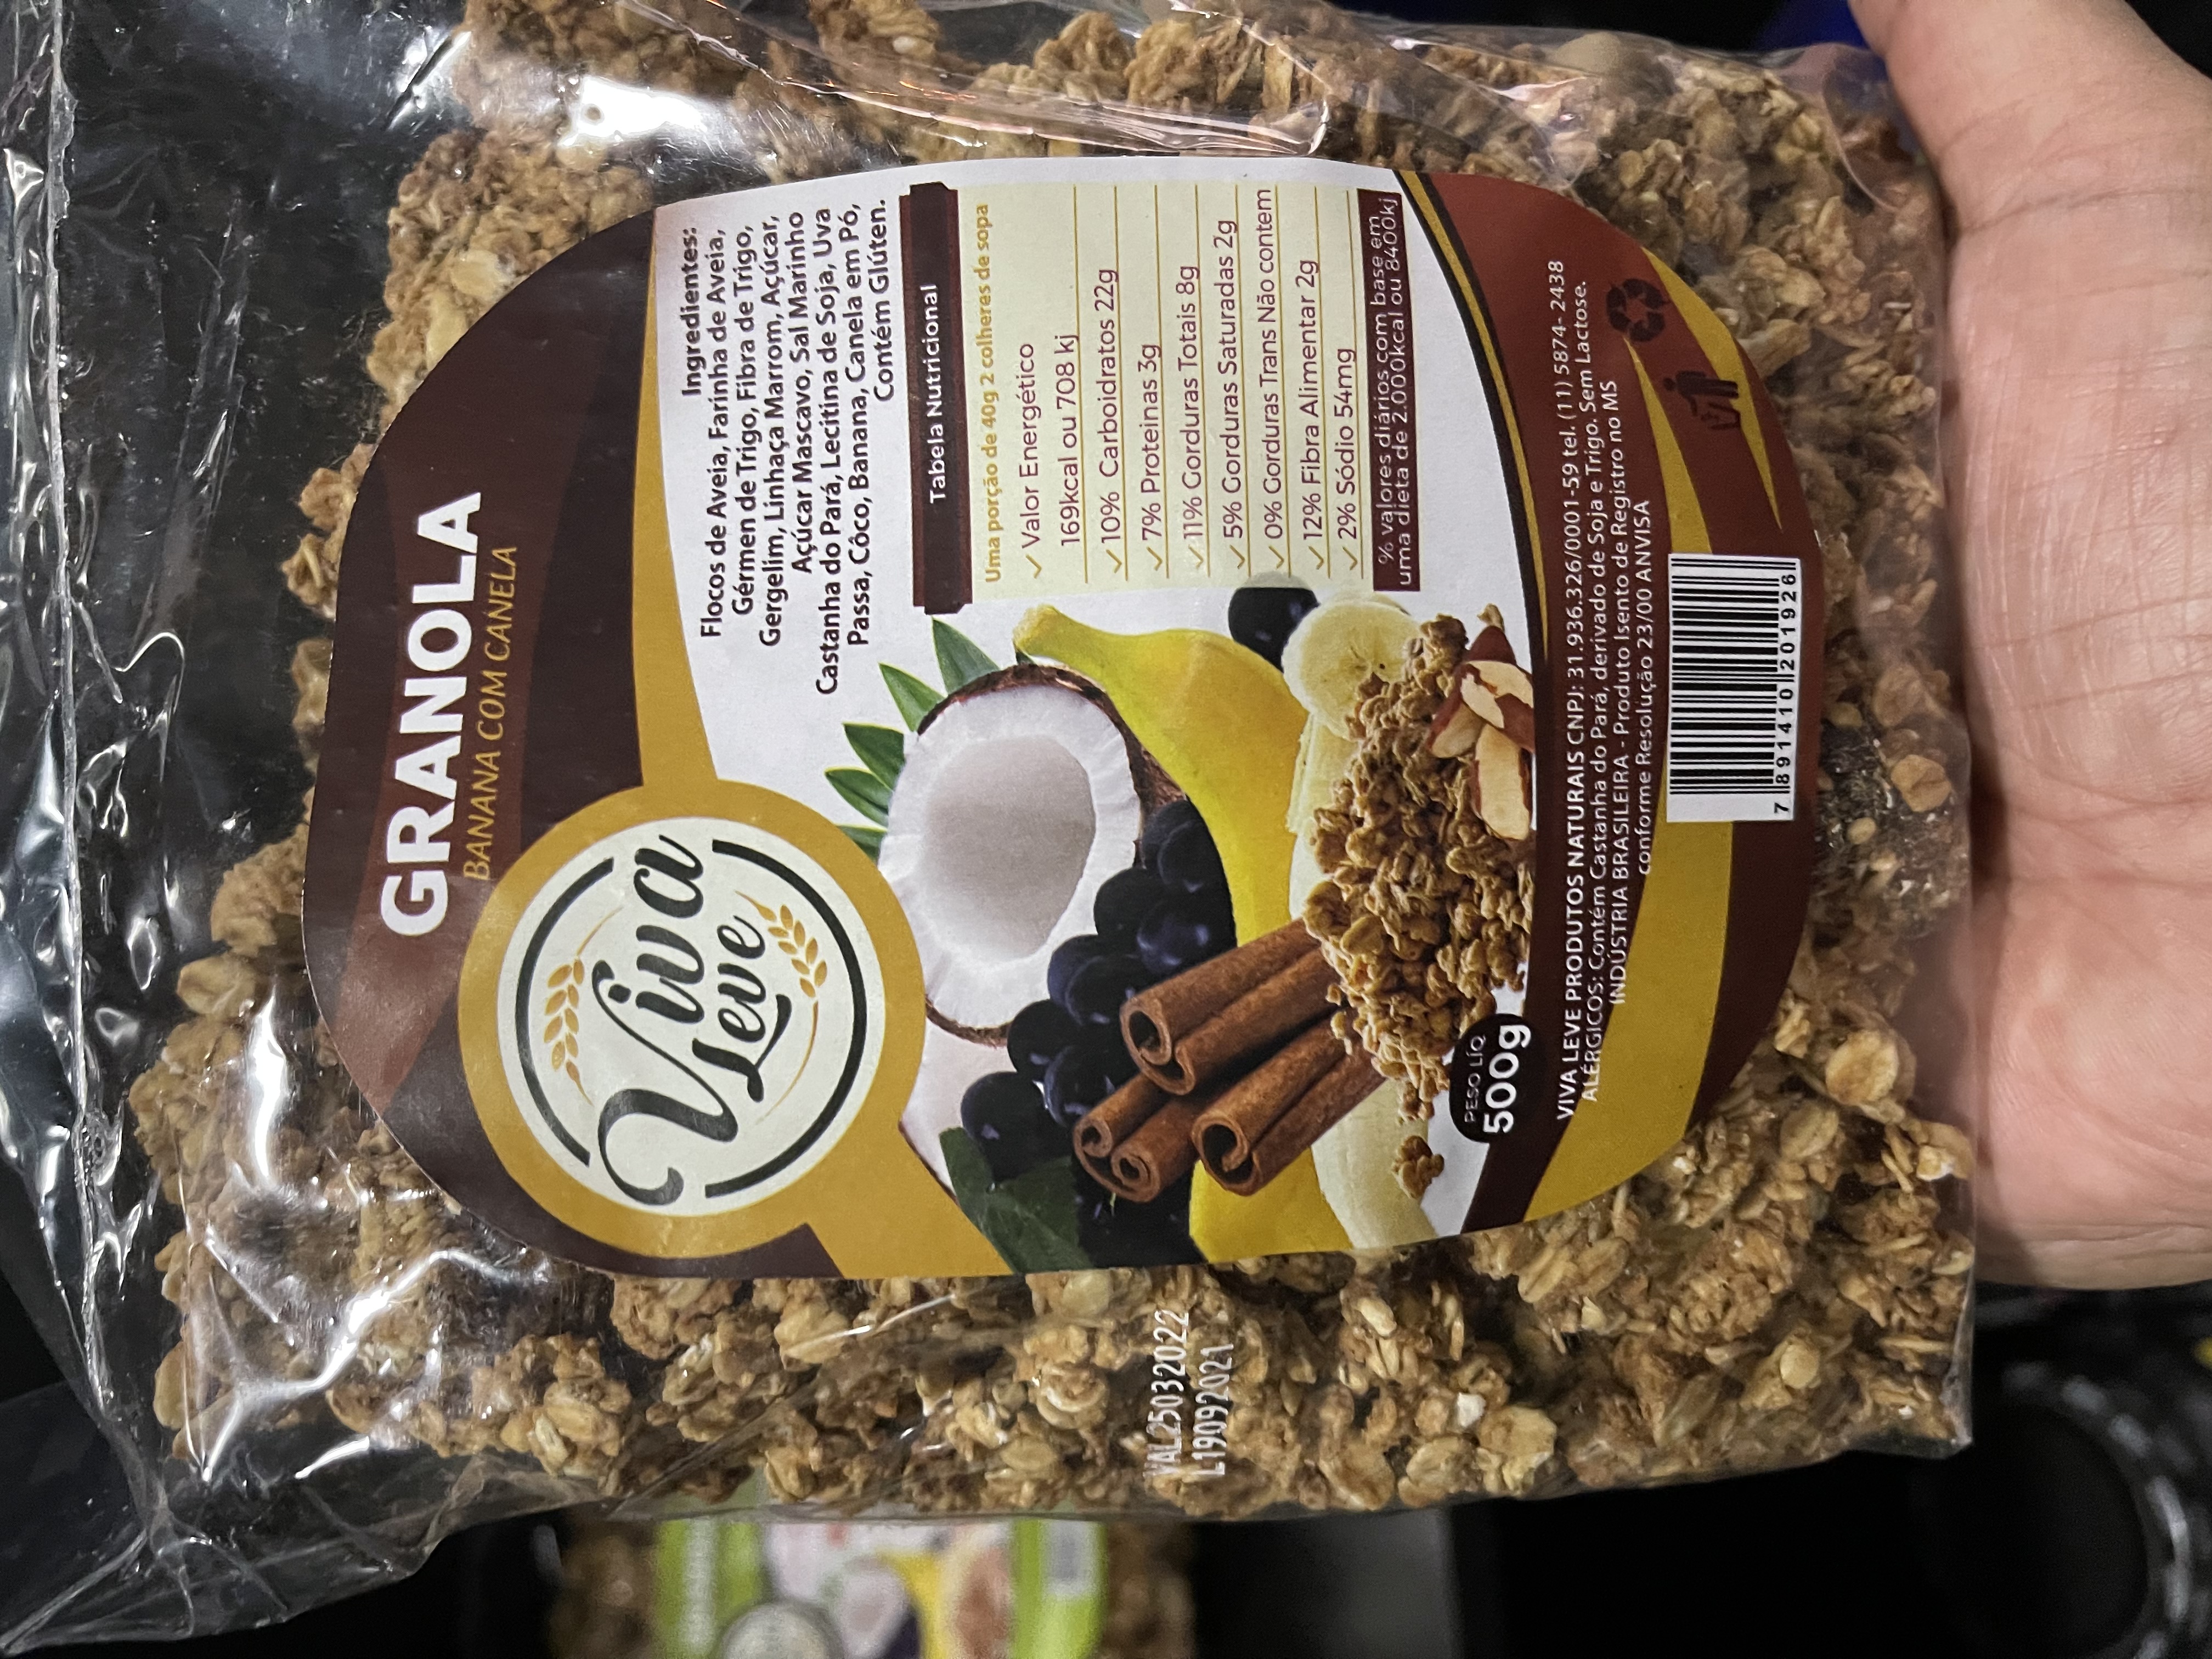 GRANOLA
BANANA COM CANELA
Viva
Leve
Ingredientes:
Flocos de Aveia, Farinha de Aveia,
Gérmen de Trigo, Fibra de Trigo,
Gergelim, Linhaça Marrom, Açúcar,
Açúcar Mascavo, Sal Marinho
Castanha do Pará, Lecitina de Soja, Uva
Passa, Côco, Banana, Canela em Pó,
Contém Glúten.
Tabela Nutricional
Uma porção de 40g 2 colheres de sopa
✓ Valor Energético
169kcal ou 708 kj
✓ 10% Carboidratos 22g
✓ 7% Proteinas 3g
✓ 11% Gorduras Totais 8g
✓ 5% Gorduras Saturadas 2g
✓ 0% Gorduras Trans Não contem
✓ 12% Fibra Alimentar 2g
✓ 2% Sódio 54mg
% valores diários com base em
uma dieta de 2.000kcal ou 8400kj
PESO LÍQ
500g
VIVA LEVE PRODUTOS NATURAIS CNPJ: 31.936.326/0001-59 tel. (11) 5874-2438
ALÉRGICOS: Contém Castanha do Pará, derivado de Soja e Trigo. Sem Lactose.
INDÚSTRIA BRASILEIRA - Produto Isento de Registro no MS
conforme Resolução 23/00 ANVISA
7 891410 201926
VAL25032022
L19092021